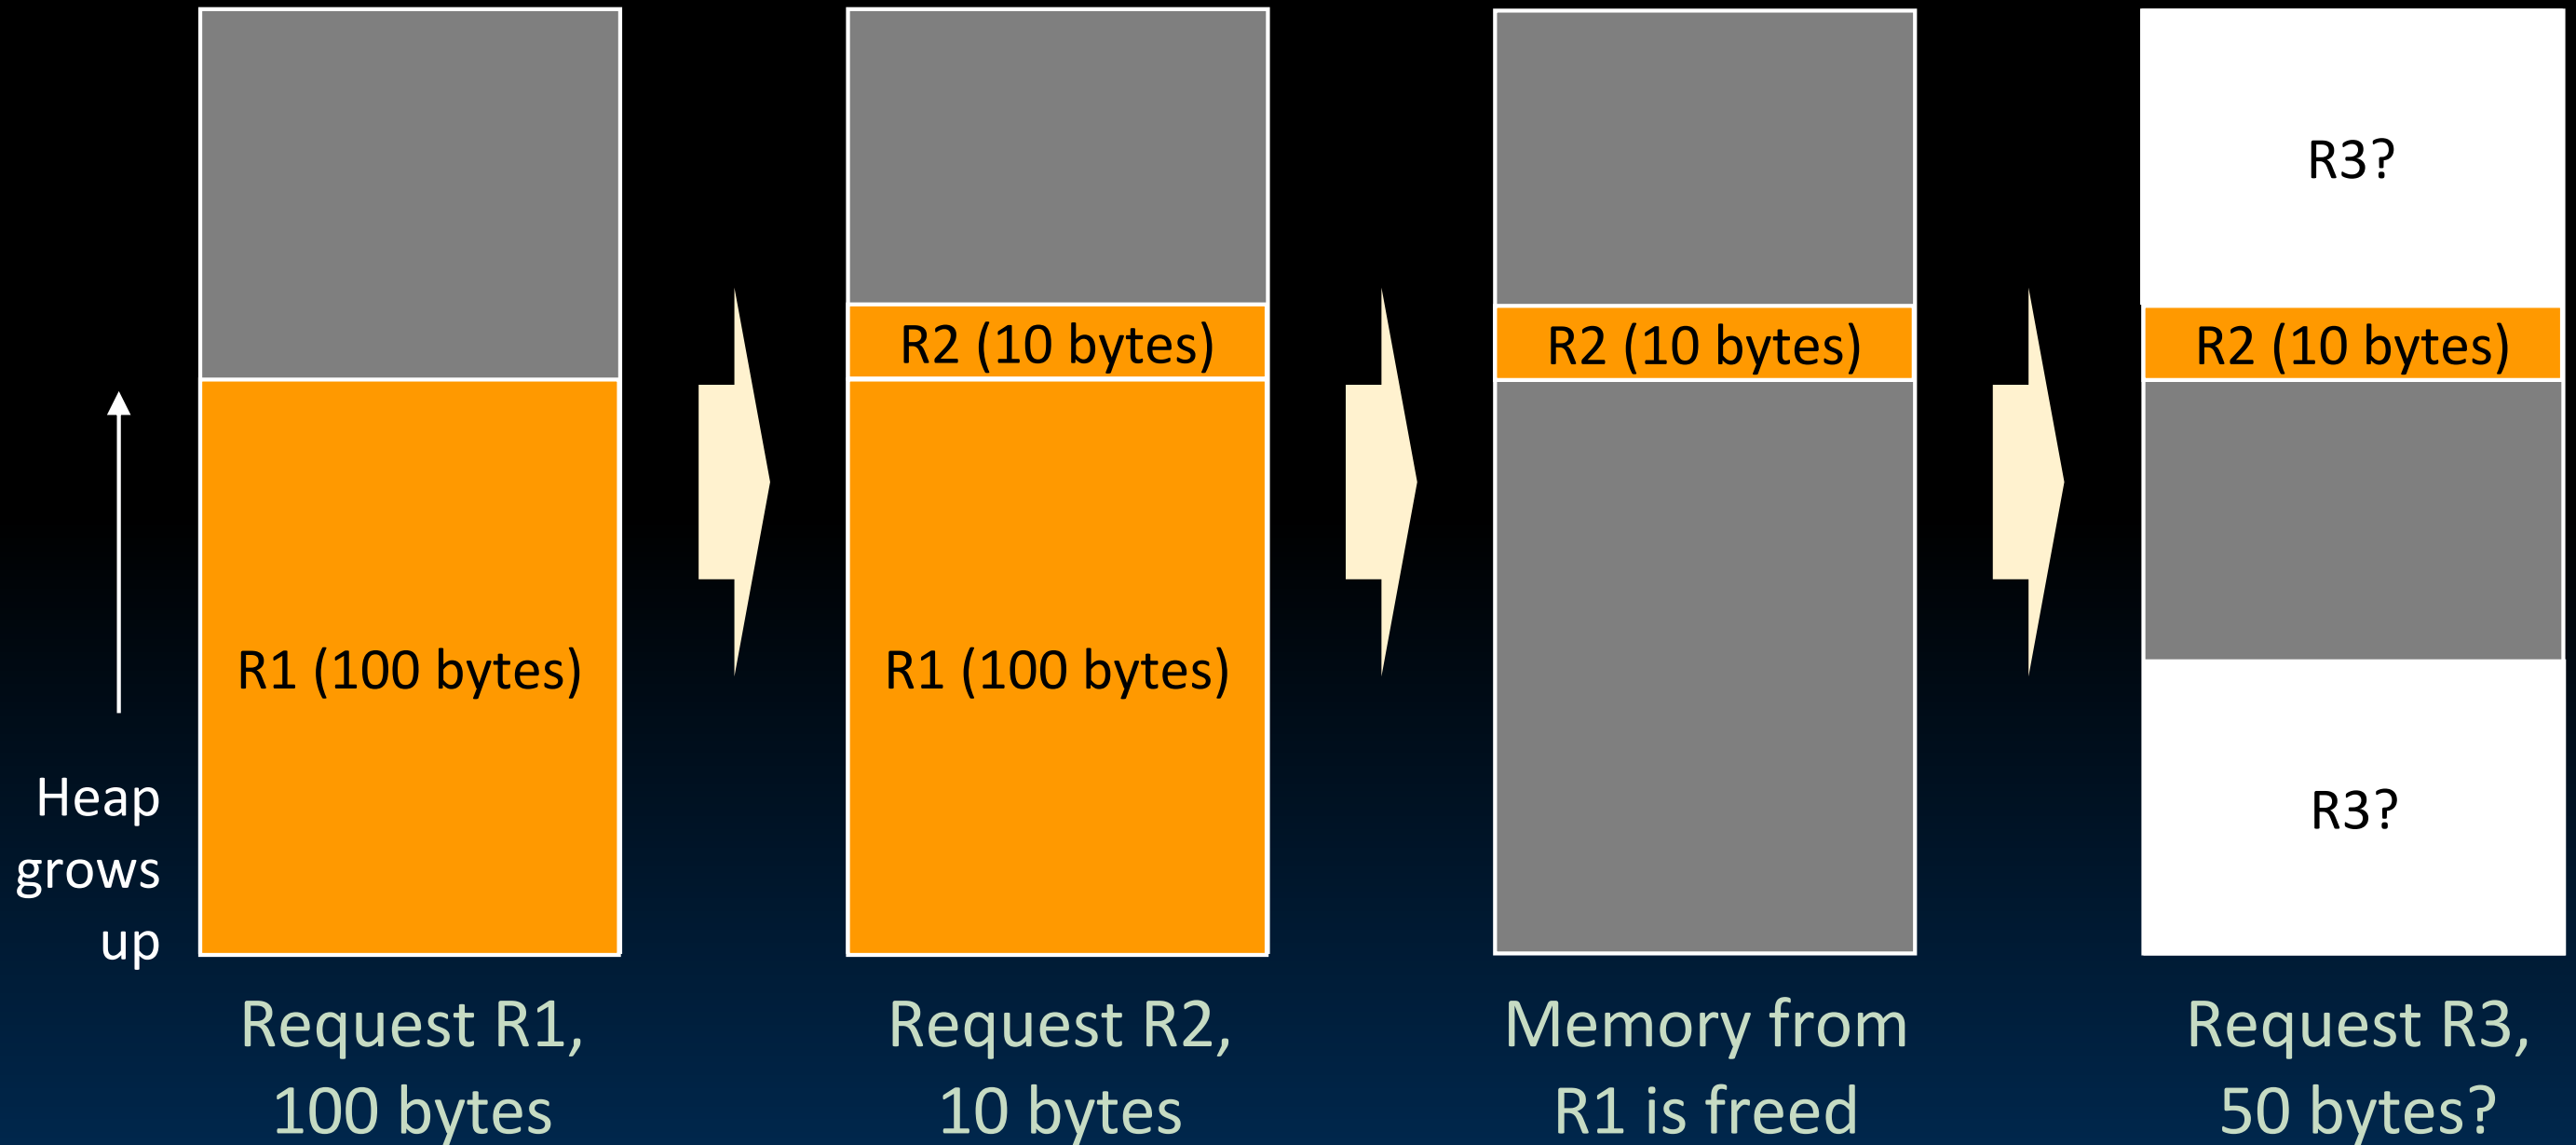 R1 (100 bytes)
Heap
grows
up
Request R1,
100 bytes
R2 (10 bytes)
R1 (100 bytes)
Request R2,
10 bytes
R2 (10 bytes)
Memory from
R1 is freed
R3?
R2 (10 bytes)
R3?
Request R3,
50 bytes?